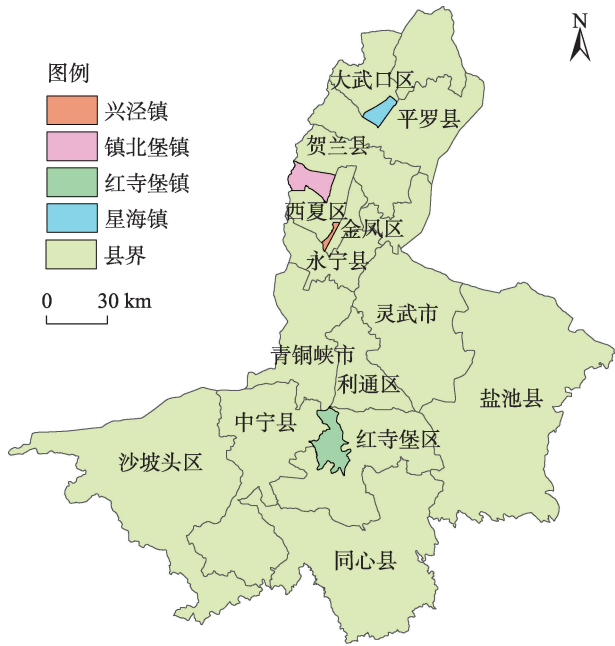 N
图例
兴泾镇
镇北堡镇
红寺堡镇
星海镇
县界
0 30 km
大武口区
平罗县
贺兰县
西夏区
金凤区
永宁县
灵武市
青铜峡市
利通区
盐池县
中宁县
红寺堡区
沙坡头区
同心县